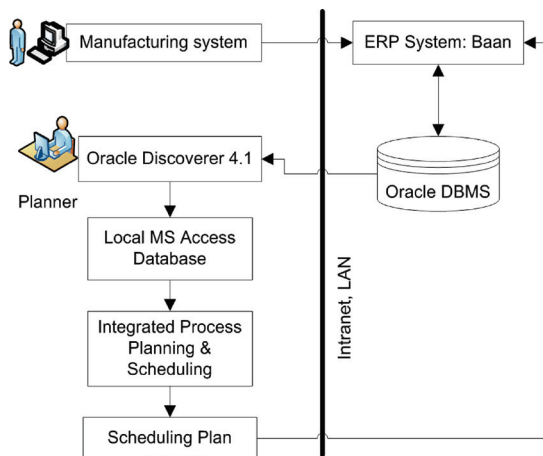 Manufacturing system
ERP System: Baan
Oracle Discoverer 4.1
Oracle DBMS
Planner
Local MS Access
Database
Intranet, LAN
Integrated Process
Planning &
Scheduling
Scheduling Plan